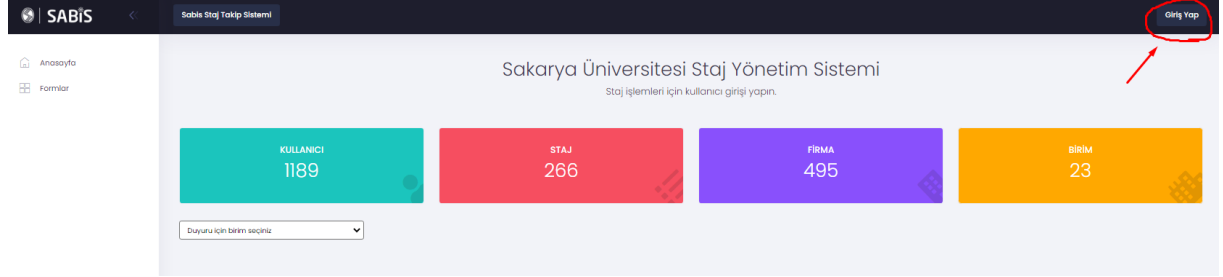 SABİS
Sabis Staj Takip Sistemi
Giriş Yap
Anasayfa
Formlar
Sakarya Üniversitesi Staj Yönetim Sistemi
Staj işlemleri için kullanıcı girişi yapın.
KULLANICI
1189
STAJ
266
FİRMA
495
BİRİM
23
Duyuru için birim seçiniz